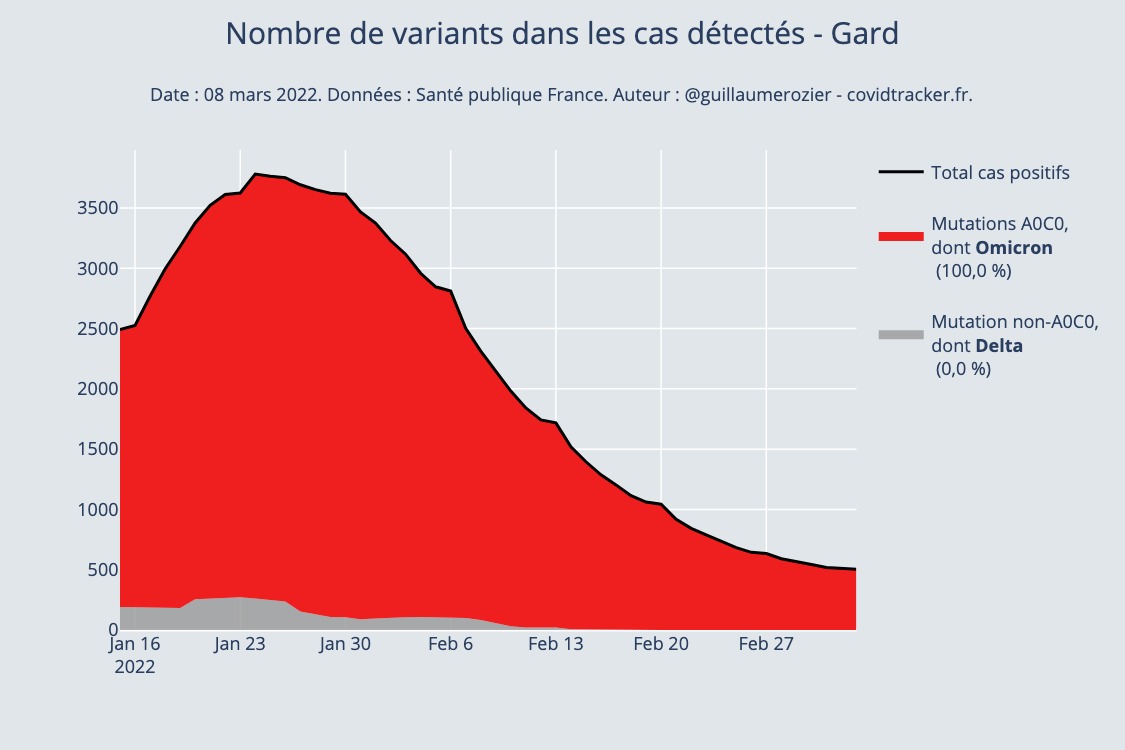 Nombre de variants dans les cas détectés - Gard
Date : 08 mars 2022. Données : Santé publique France. Auteur : @guillaumerozier - covidtracker.fr.
Total cas positifs
Mutations A0C0,
dont Omicron
(100,0 %)
Mutation non-A0C0,
dont Delta
(0,0 %)
3500
3000
2500
2000
1500
1000
500
0
Jan 16 Jan 23 Jan 30 Feb 6 Feb 13 Feb 20 Feb 27
2022